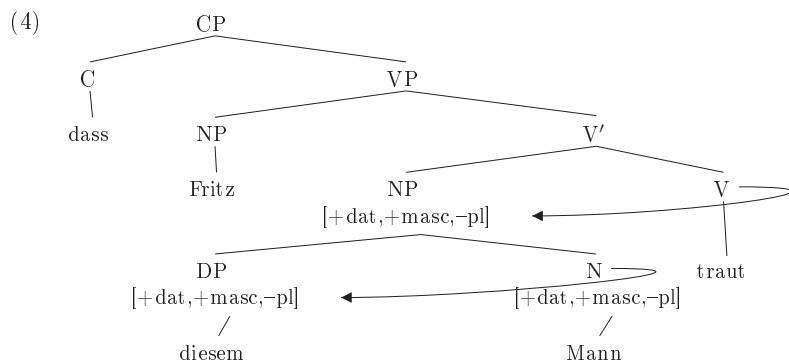 (4) CP
C VP
dass NP V′
Fritz NP V
[+dat,+masc,–pl]
DP N traut
[+dat,+masc,–pl] [+dat,+masc,–pl]
diesem Mann